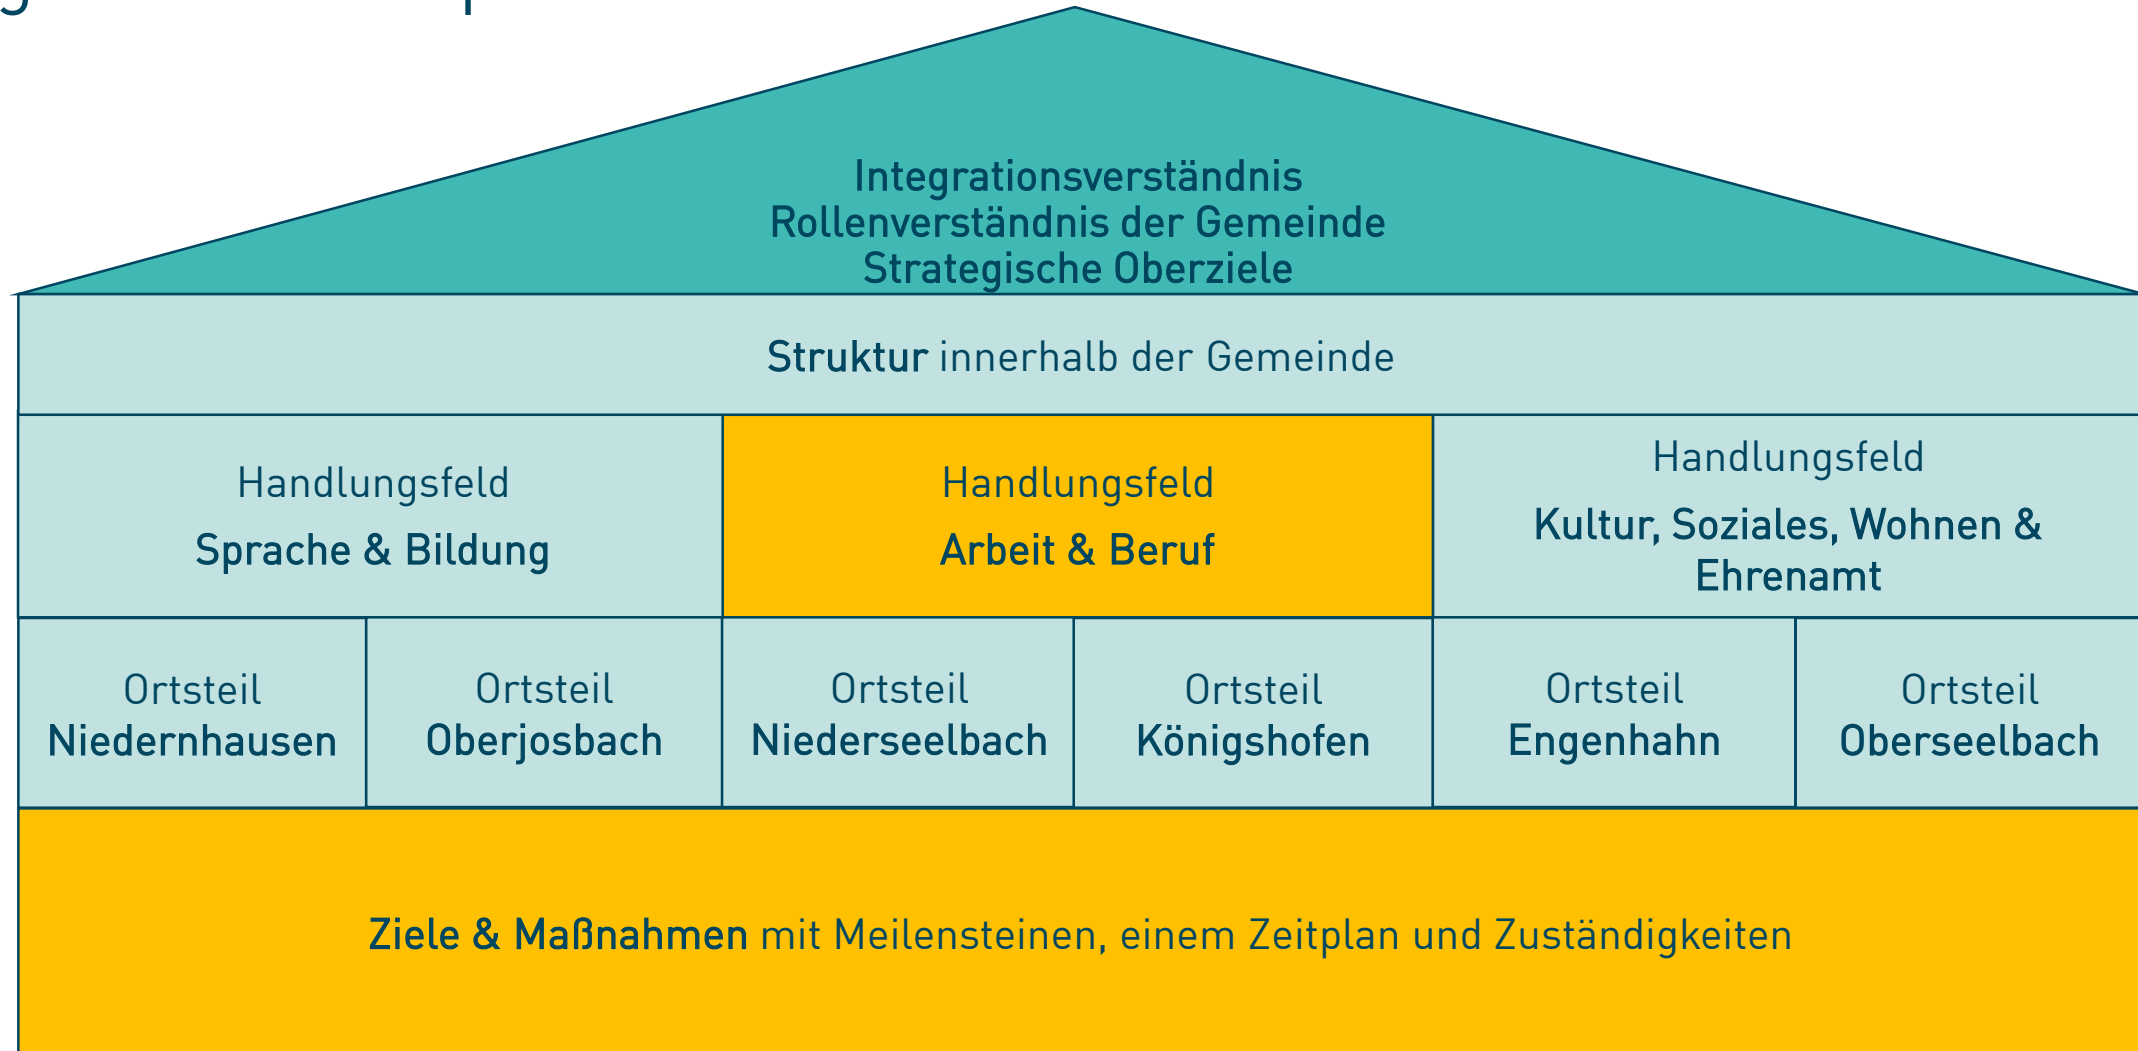 Integrationsverständnis
Rollenverständnis der Gemeinde
Strategische Oberziele
Struktur innerhalb der Gemeinde
Handlungsfeld
Sprache & Bildung
Handlungsfeld
Arbeit & Beruf
Handlungsfeld
Kultur, Soziales, Wohnen &
Ehrenamt
Ortsteil
Niedernhausen
Ortsteil
Oberjosbach
Ortsteil
Niederseelbach
Ortsteil
Königshofen
Ortsteil
Engenhahn
Ortsteil
Oberseelbach
Ziele & Maßnahmen mit Meilensteinen, einem Zeitplan und Zuständigkeiten